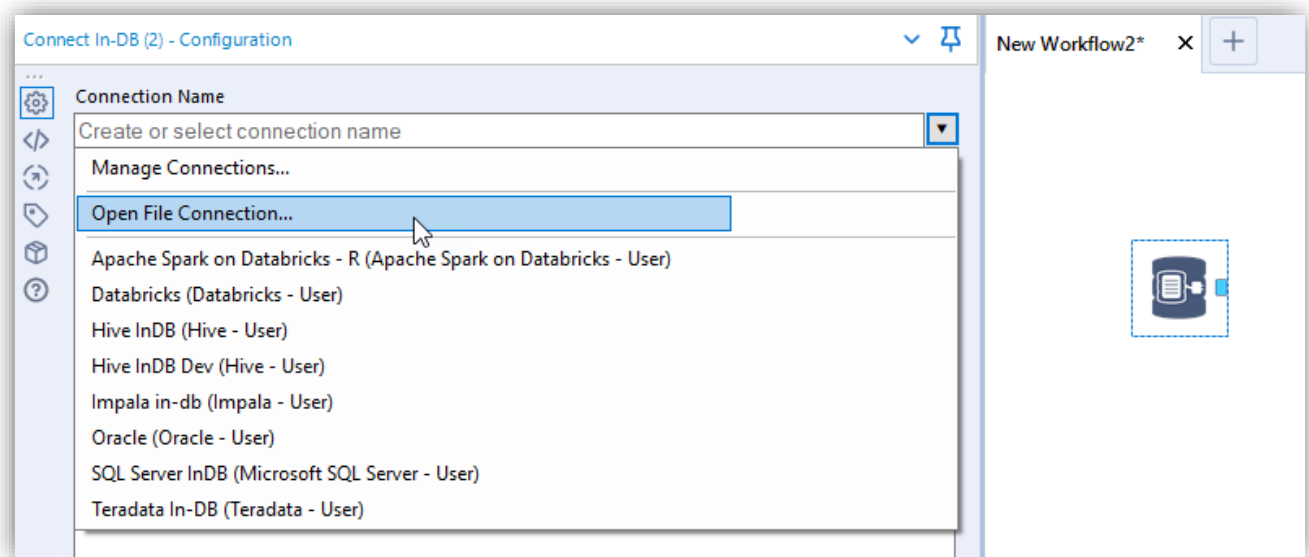 Connect In-DB (2) - Configuration
New Workflow2*
Connection Name
Create or select connection name
Manage Connections...
Open File Connection...
Apache Spark on Databricks - R (Apache Spark on Databricks - User)
Databricks (Databricks - User)
Hive InDB (Hive - User)
Hive InDB Dev (Hive - User)
Impala in-db (Impala - User)
Oracle (Oracle - User)
SQL Server InDB (Microsoft SQL Server - User)
Teradata In-DB (Teradata - User)